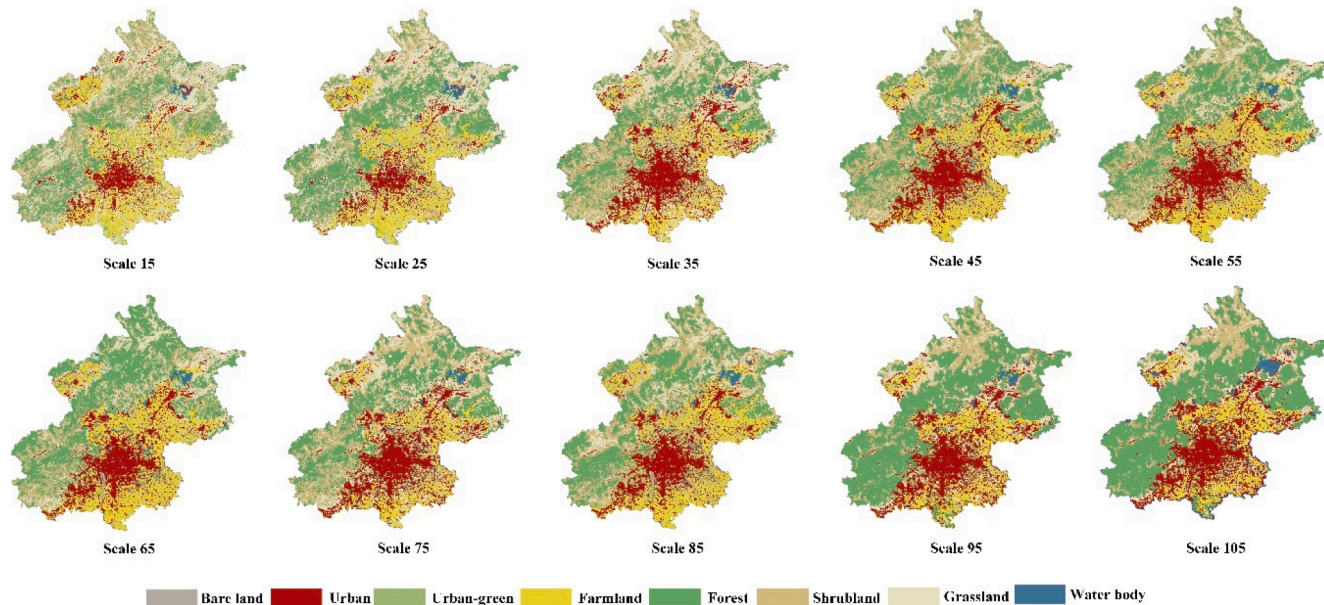 Scale 15
Scale 25
Scale 35
Scale 45
Scale 55
Scale 65
Scale 75
Scale 85
Scale 95
Scale 105
Bare land
Urban
Urban-green
Farmland
Forest
Shrubland
Grassland
Water body